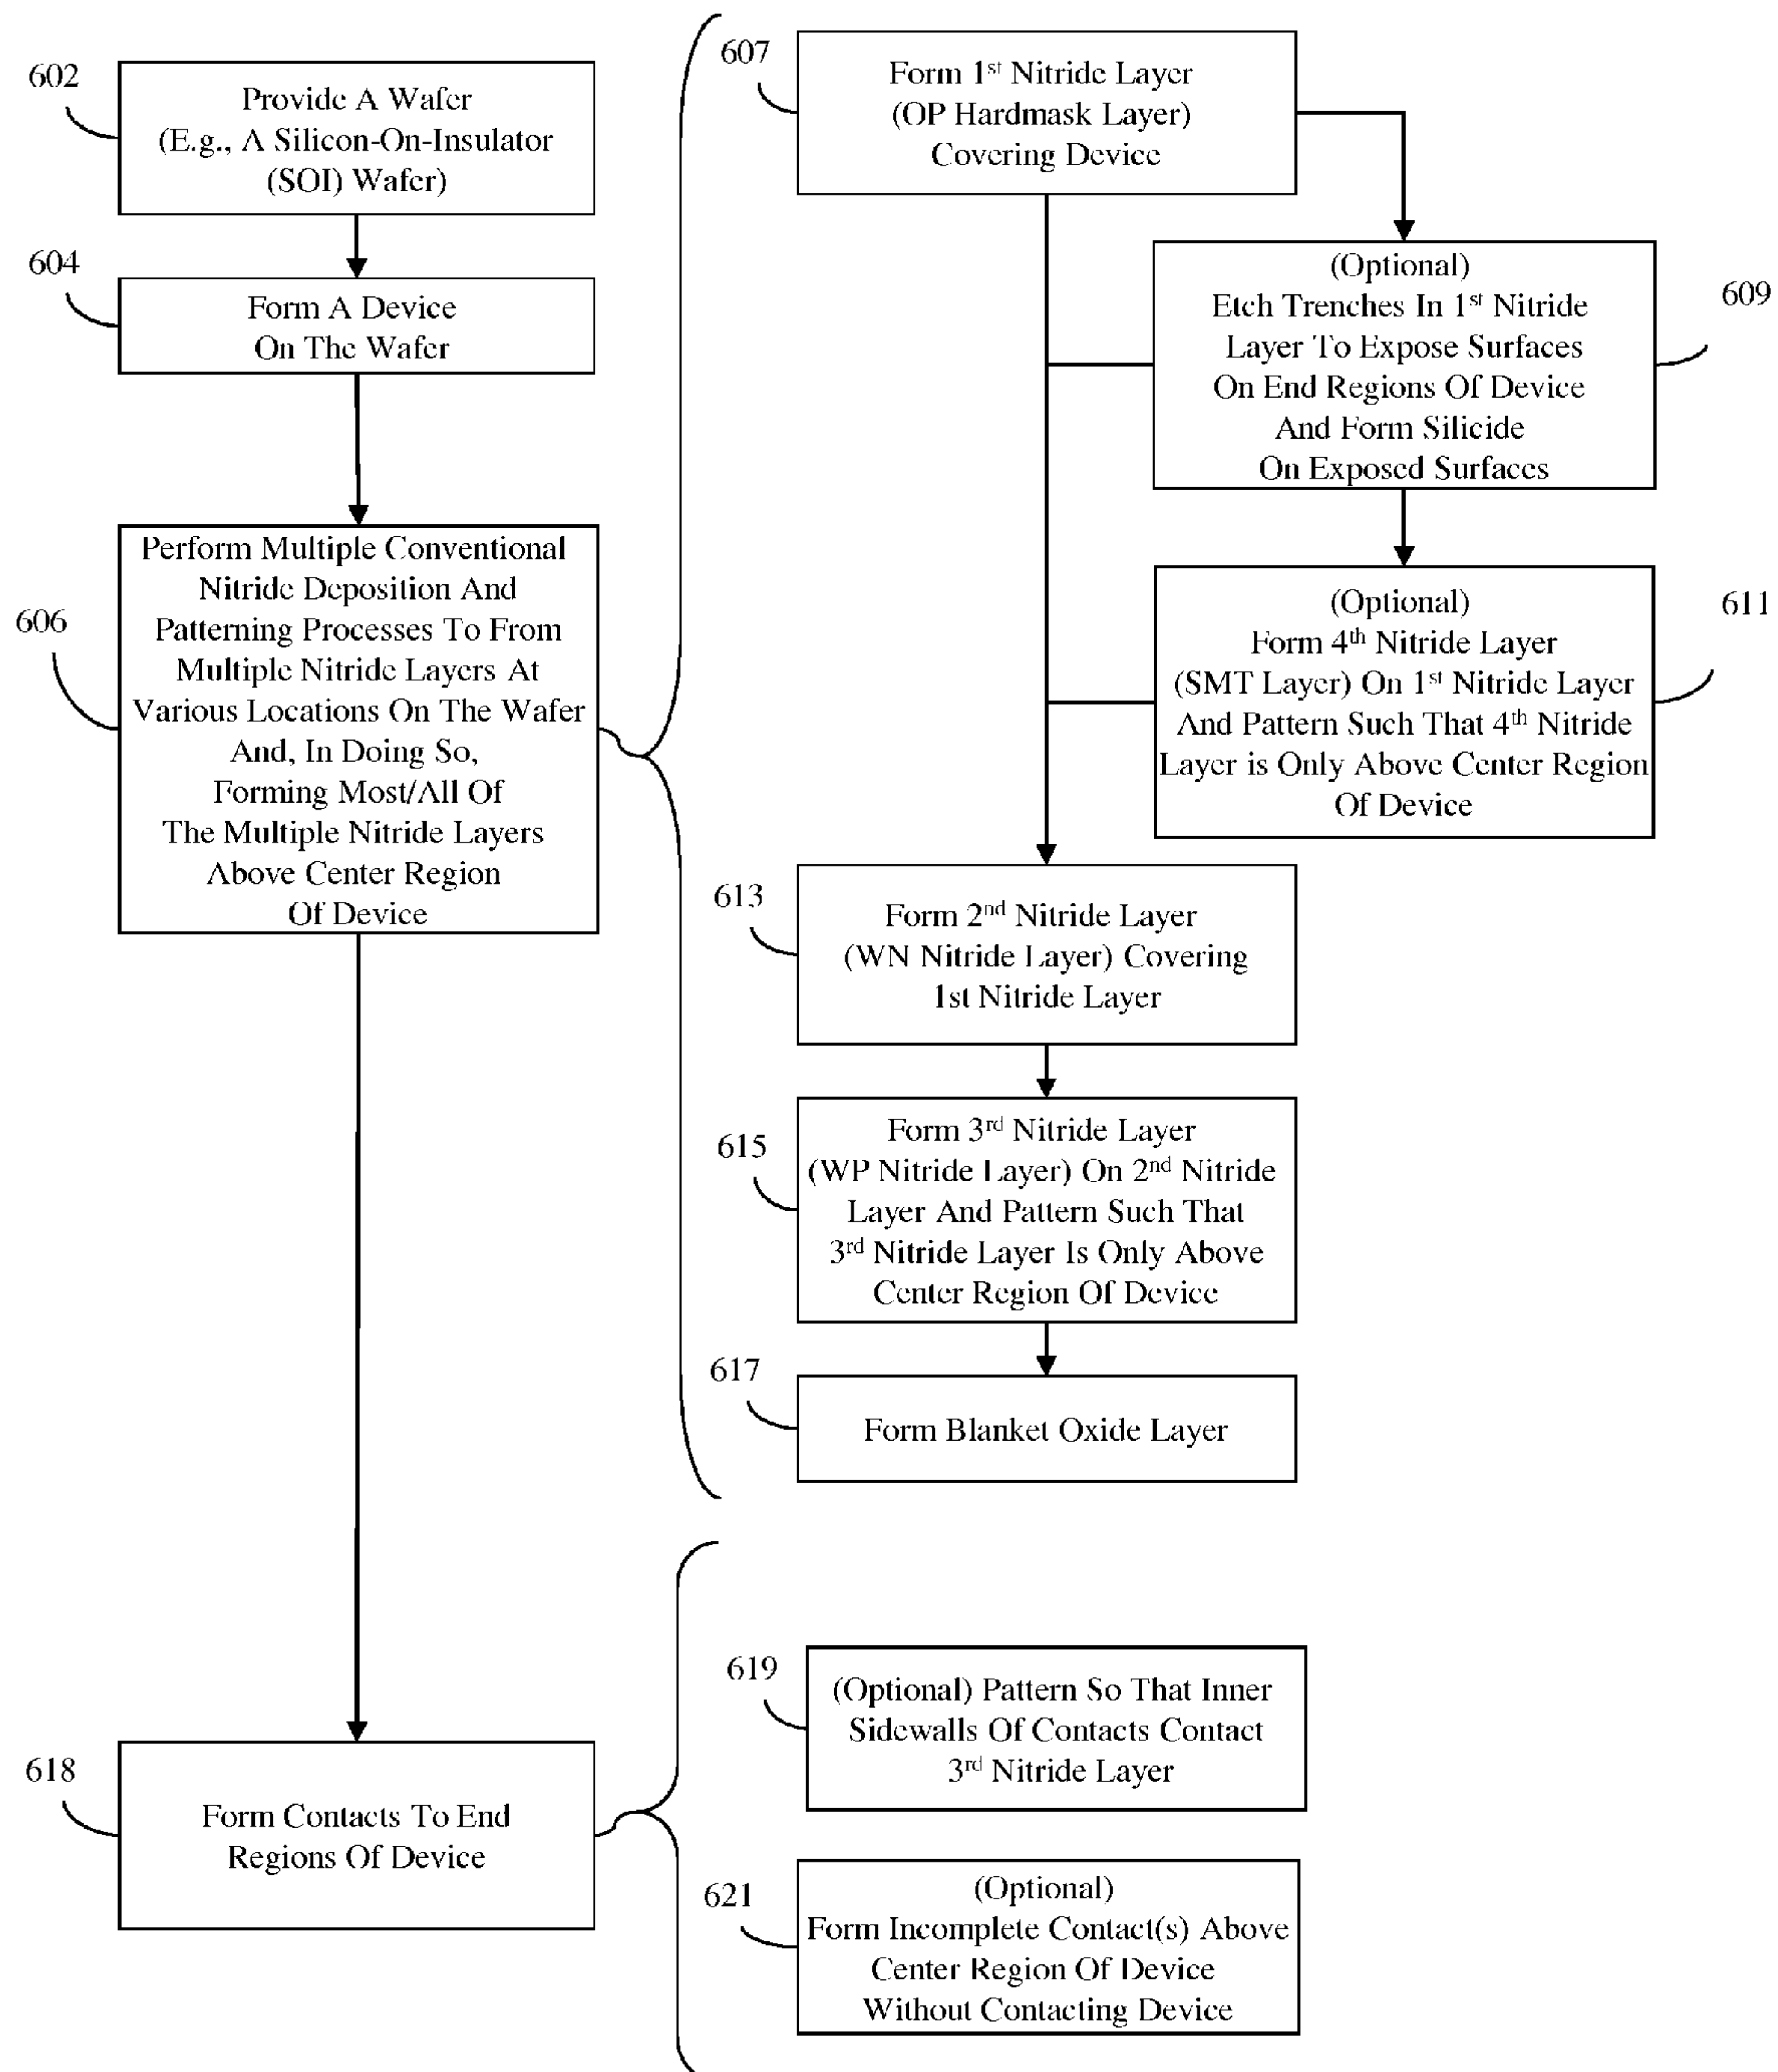 602
Provide A Wafer
(E.g., A Silicon-On-Insulator
(SOI) Wafer)
604
Form A Device
On The Wafer
606
Perform Multiple Conventional
Nitride Deposition And
Patterning Processes To From
Multiple Nitride Layers At
Various Locations On The Wafer
And, In Doing So,
Forming Most/All Of
The Multiple Nitride Layers
Above Center Region
Of Device
607
Form 1st Nitride Layer
(OP Hardmask Layer)
Covering Device
609
(Optional)
Etch Trenches In 1st Nitride
Layer To Expose Surfaces
On End Regions Of Device
And Form Silicide
On Exposed Surfaces
611
(Optional)
Form 4th Nitride Layer
(SMT Layer) On 1st Nitride Layer
And Pattern Such That 4th Nitride
Layer is Only Above Center Region
Of Device
613
Form 2nd Nitride Layer
(WN Nitride Layer) Covering
1st Nitride Layer
615
Form 3rd Nitride Layer
(WP Nitride Layer) On 2nd Nitride
Layer And Pattern Such That
3rd Nitride Layer Is Only Above
Center Region Of Device
617
Form Blanket Oxide Layer
618
Form Contacts To End
Regions Of Device
619
(Optional) Pattern So That Inner
Sidewalls Of Contacts Contact
3rd Nitride Layer
621
(Optional)
Form Incomplete Contact(s) Above
Center Region Of Device
Without Contacting Device